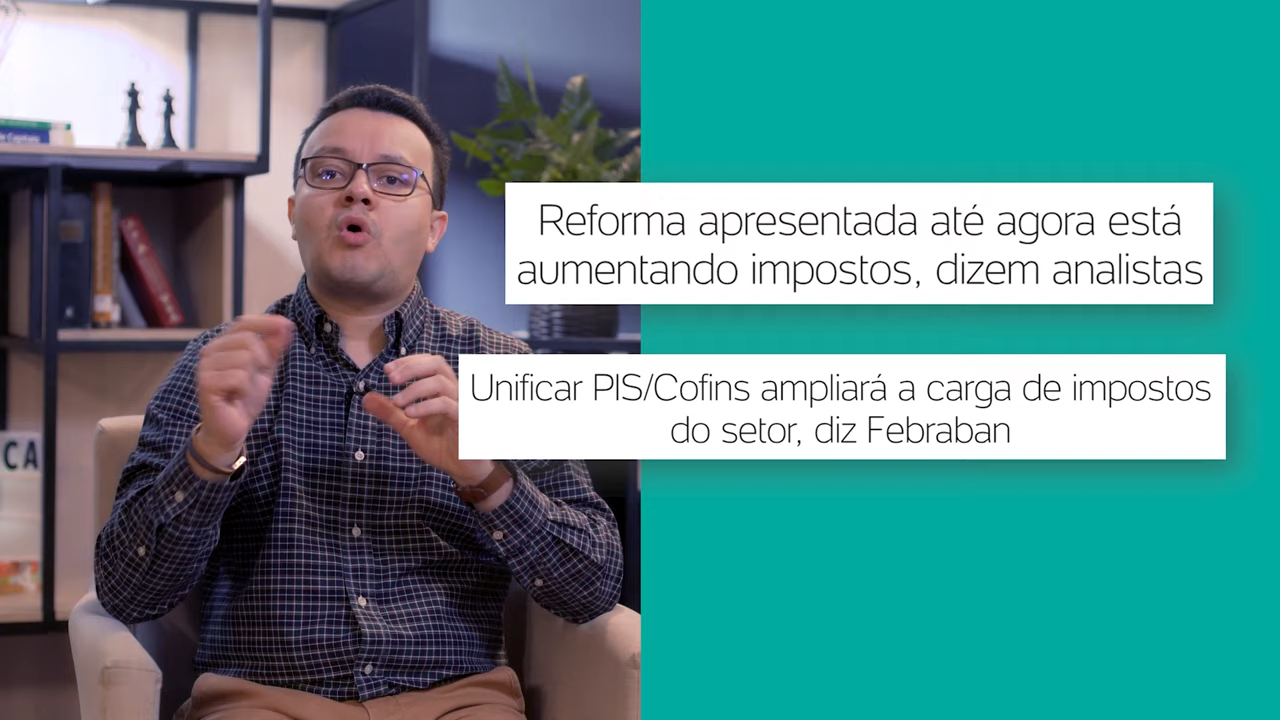 Reforma apresentada até agora está
aumentando impostos, dizem analistas
Unificar PIS/Cofins ampliará a carga de impostos
do setor, diz Febraban
CA